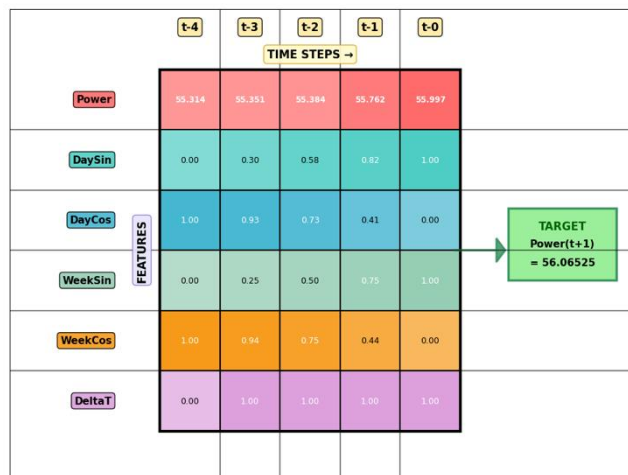 t-4 t-3 t-2 t-1 t-0
TIME STEPS →
Power 55.314 55.351 55.384 55.762 55.997
DaySin 0.00 0.30 0.58 0.82 1.00
DayCos 1.00 0.93 0.73 0.41 0.00
FEATURES
TARGET
Power(t+1)
= 56.06525
WeekSin 0.00 0.25 0.50 0.75 1.00
WeekCos 1.00 0.94 0.75 0.44 0.00
DeltaT 0.00 1.00 1.00 1.00 1.00